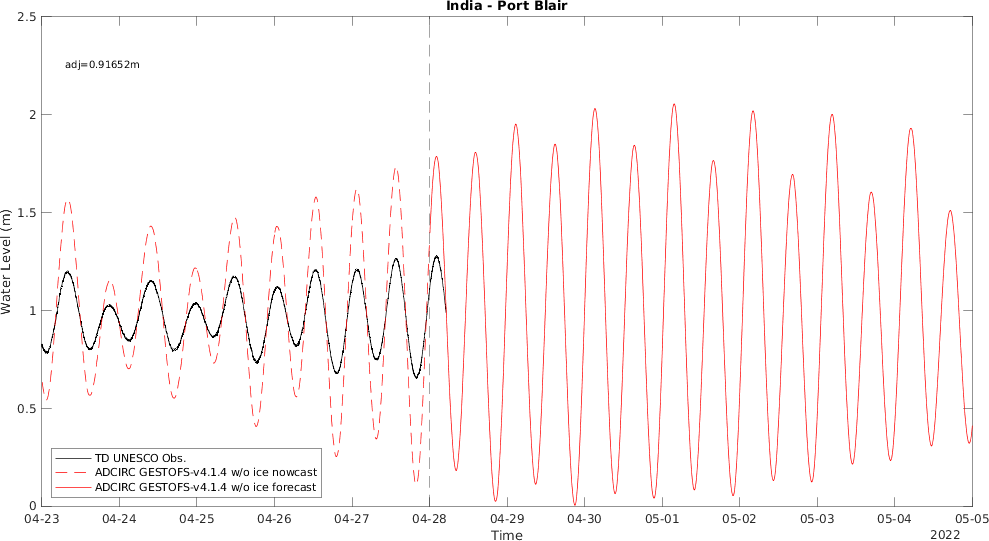 India - Port Blair
2.5
adj=0.91652m
2
1.5
Water Level (m)
1
0.5
TD UNESCO Obs.
ADCIRC GESTOFS-v4.1.4 w/o ice nowcast
ADCIRC GESTOFS-v4.1.4 w/o ice forecast
0
04-23 04-24 04-25 04-26 04-27 04-28 04-29 04-30 05-01 05-02 05-03 05-04 05-05
Time
2022